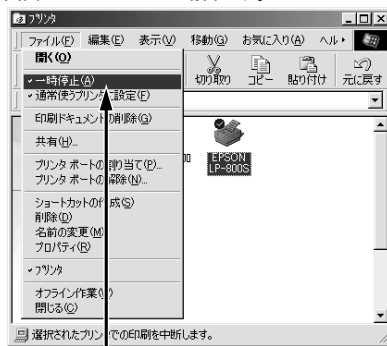 プリンタ
ファイル(F) 編集(E) 表示(V) 移動(G) お気に入り(A) ヘル
開く(O)
一時停止(A)
通常使うプリンタに設定(F)
印刷ドキュメントの削除(G)
共有(H)...
プリンタ ポートの割り当て(P)...
プリンタ ポートの解除(N)...
ショートカットの作成(S)
削除(D)
名前の変更(M)
プロパティ(R)
プリンタ
オフライン作業(W)
閉じる(C)
切り取り コピー 貼り付け 元に戻す
EPSON
LP-800S
選択されたプリンタでの印刷を中断します。